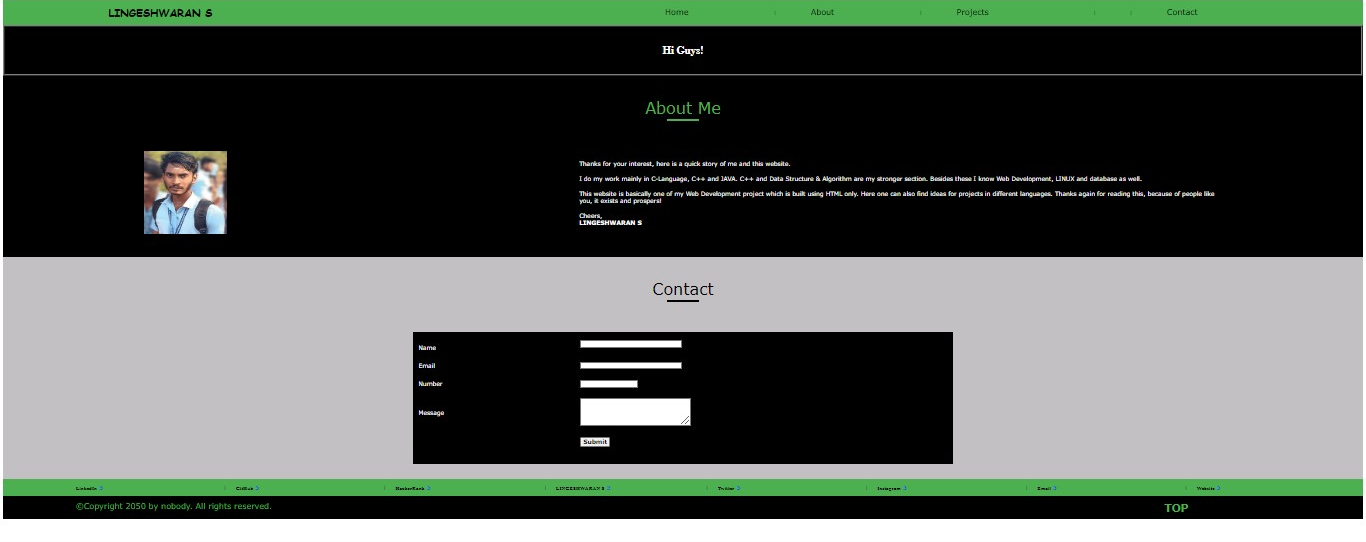 LINGESHWARAN S
Home
About
Projects
Contact
Hi Guys!
About Me
Thanks for your interest, here is a quick story of me and this website.
I do my work mainly in C-Language, C++ and JAVA. C++ and Data Structure & Algorithm are my stronger section. Besides these I know Web Development, LINUX and database as well.
This website is basically one of my Web Development project which is built using HTML only. Here one can also find ideas for projects in different languages. Thanks again for reading this, because of people like
you, it exists and prospers!
Cheers,
LINGESHWARAN S
Contact
Name
Email
Number
Message
Submit
LinkedIn
GitHub
HackerRank
LINGESHWARAN S
Twitter
Instagram
Email
Website
©Copyright 2050 by nobody. All rights reserved.
TOP